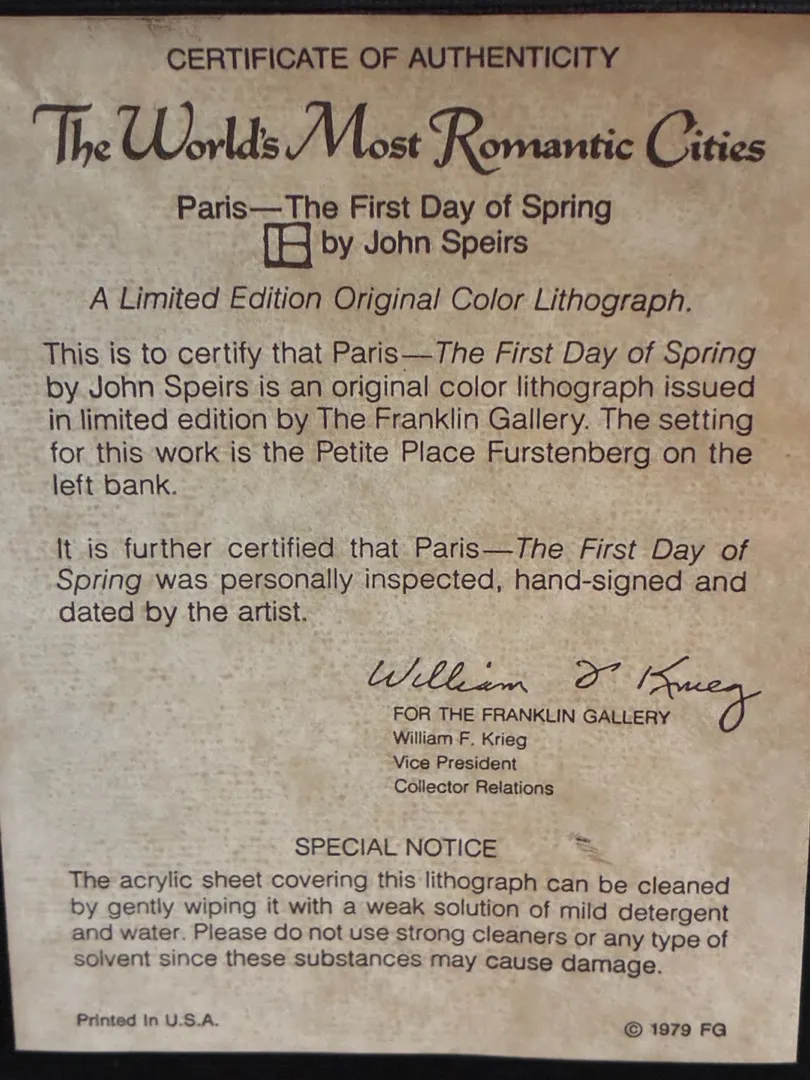 CERTIFICATE OF AUTHENTICITY
The World's Most Romantic Cities
Paris—The First Day of Spring
by John Speirs
A Limited Edition Original Color Lithograph.
This is to certify that Paris—The First Day of Spring
by John Speirs is an original color lithograph issued
in limited edition by The Franklin Gallery. The setting
for this work is the Petite Place Furstenberg on the
left bank.
It is further certified that Paris—The First Day of
Spring was personally inspected, hand-signed and
dated by the artist.
William F Krieg
FOR THE FRANKLIN GALLERY
William F. Krieg
Vice President
Collector Relations
SPECIAL NOTICE
The acrylic sheet covering this lithograph can be cleaned
by gently wiping it with a weak solution of mild detergent
and water. Please do not use strong cleaners or any type of
solvent since these substances may cause damage.
Printed In U.S.A.
© 1979 FG